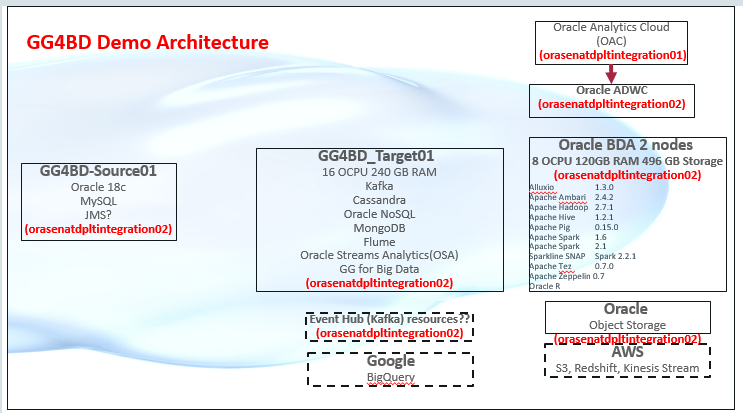 GG4BD Demo Architecture
Oracle Analytics Cloud
(OAC)
(orasenatdpltintegration01)
Oracle ADWC
(orasenatdpltintegration02)
GG4BD-Source01
Oracle 18c
MySQL
JMS?
(orasenatdpltintegration02)
GG4BD_Target01
16 OCPU 240 GB RAM
Kafka
Cassandra
Oracle NoSQL
MongoDB
Flume
Oracle Streams Analytics(OSA)
GG for Big Data
(orasenatdpltintegration02)
Oracle BDA 2 nodes
8 OCPU 120GB RAM 496 GB Storage
(orasenatdpltintegration02)
Alluxio 1.3.0
Apache Ambari 2.4.2
Apache Hadoop 2.7.1
Apache Hive 1.2.1
Apache Pig 0.15.0
Apache Spark 1.6
Apache Spark 2.1
Sparkline SNAP Spark 2.2.1
Apache Tez 0.7.0
Apache Zeppelin 0.7
Oracle R
Event Hub (Kafka) resources??
(orasenatdpltintegration02)
Google
BigQuery
Oracle
Object Storage
(orasenatdpltintegration02)
AWS
S3, Redshift, Kinesis Stream